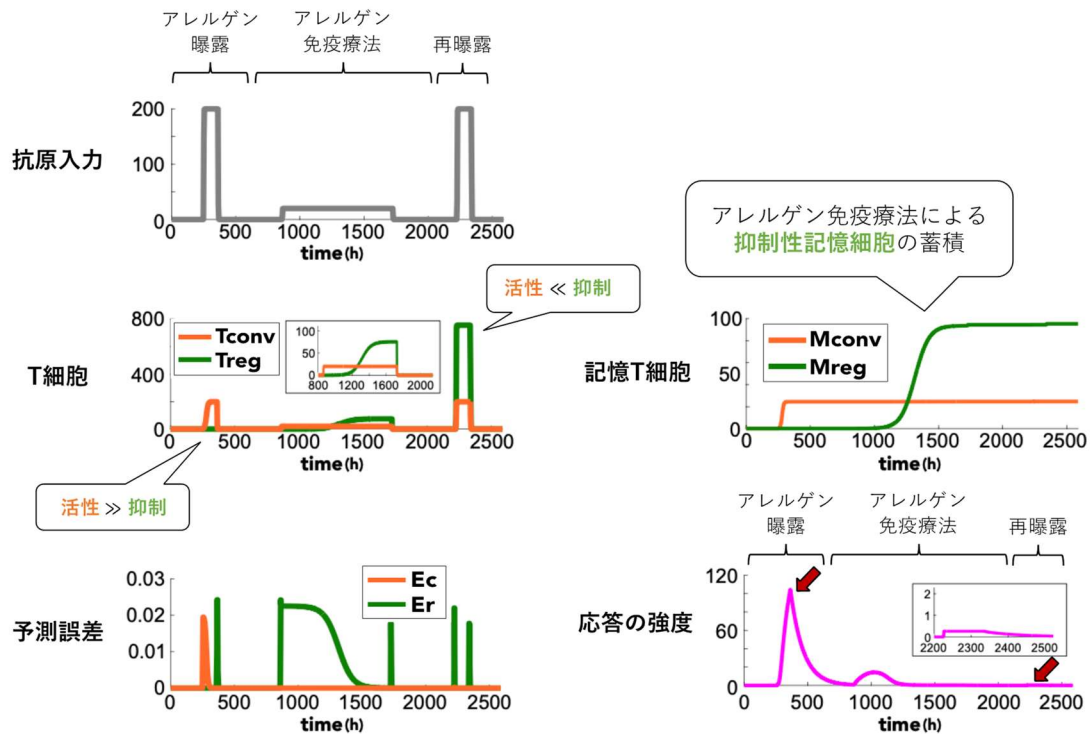 アレルゲン
曝露
アレルゲン
免疫療法
再曝露
抗原入力
200
100
0
0 500 1000 1500 2000 2500
time(h)
活性 ≪ 抑制
アレルゲン免疫療法による
抑制性記憶細胞の蓄積
T細胞
800
400
0
Tconv
Treg
100
50
0
800 1200 1600 2000
0 500 1000 1500 2000 2500
time(h)
活性 ≫ 抑制
記憶T細胞
100
50
0
Mconv
Mreg
0 500 1000 1500 2000 2500
time(h)
予測誤差
0.03
0.02
0.01
0
Ec
Er
0 500 1000 1500 2000 2500
time(h)
アレルゲン
曝露
アレルゲン
免疫療法
再曝露
応答の強度
120
60
0
2
1
0
2200 2300 2400 2500
0 500 1000 1500 2000 2500
time(h)